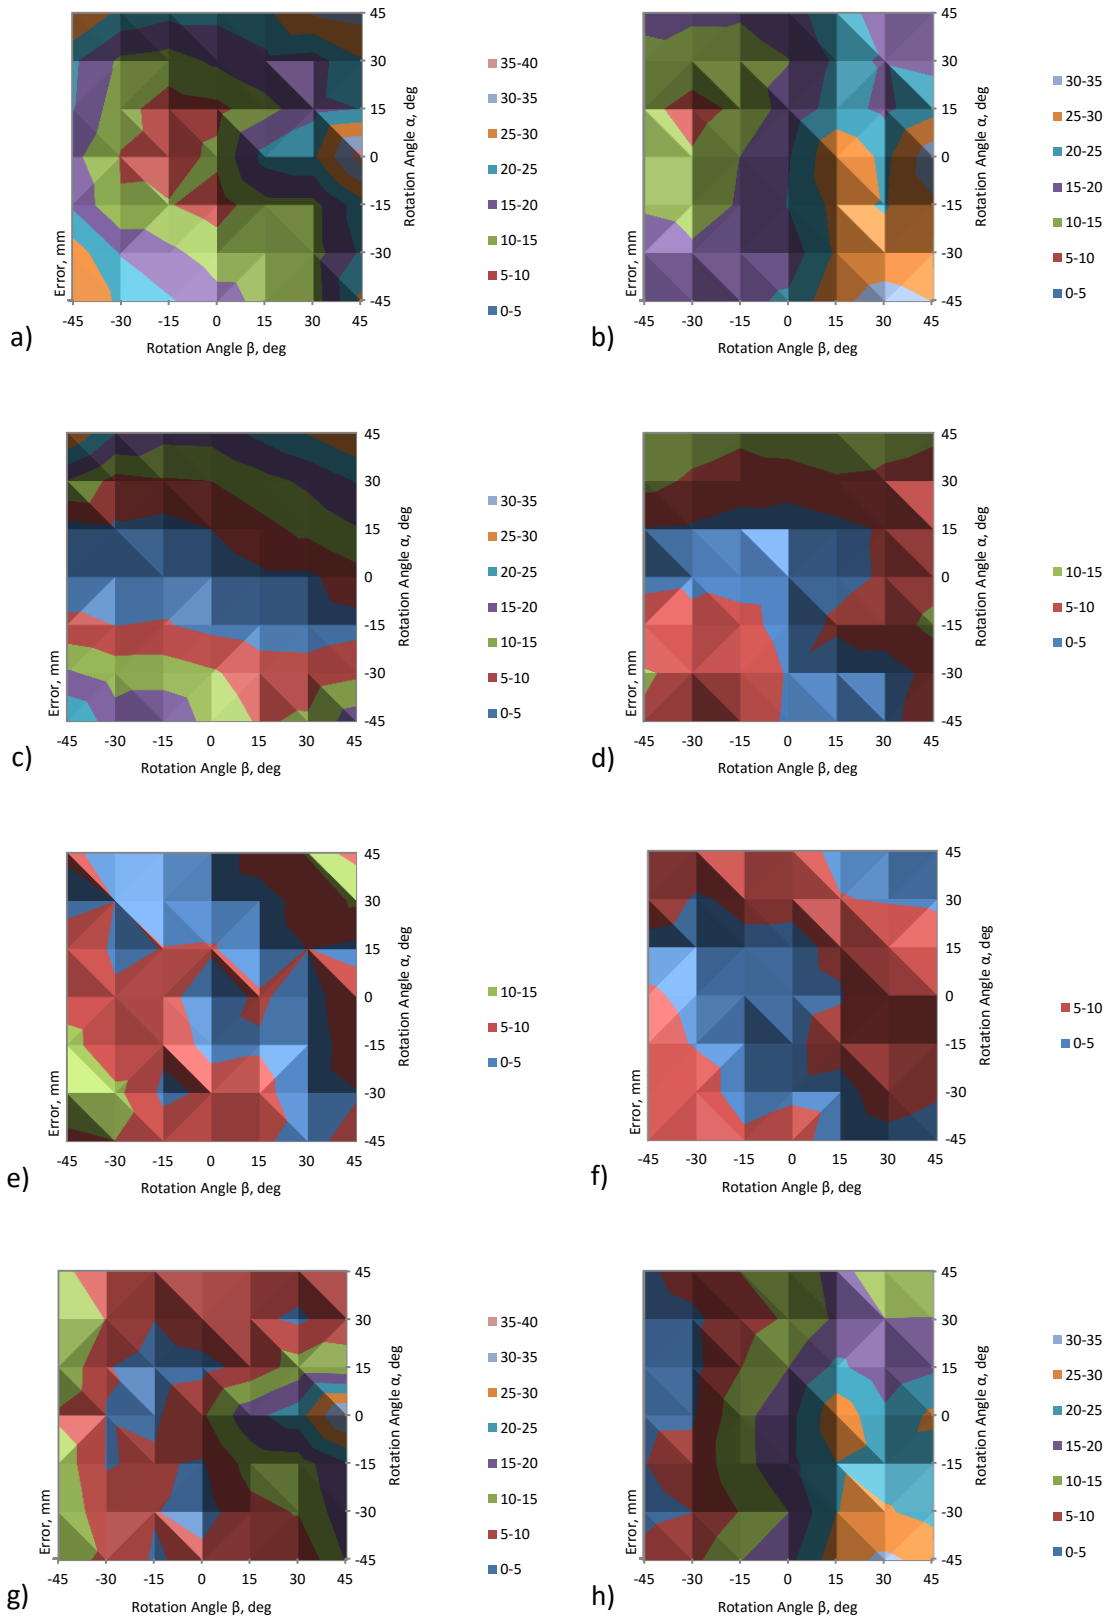 45
30
15
0
-15
-30
-45
Rotation Angle α, deg
Error, mm
-45 -30 -15 0 15 30 45
Rotation Angle β, deg
35-40
30-35
25-30
20-25
15-20
10-15
5-10
0-5
a)
45
30
15
0
-15
-30
-45
Rotation Angle α, deg
Error, mm
-45 -30 -15 0 15 30 45
Rotation Angle β, deg
30-35
25-30
20-25
15-20
10-15
5-10
0-5
b)
45
30
15
0
-15
-30
-45
Rotation Angle α, deg
Error, mm
-45 -30 -15 0 15 30 45
Rotation Angle β, deg
30-35
25-30
20-25
15-20
10-15
5-10
0-5
c)
45
30
15
0
-15
-30
-45
Rotation Angle α, deg
Error, mm
-45 -30 -15 0 15 30 45
Rotation Angle β, deg
10-15
5-10
0-5
d)
45
30
15
0
-15
-30
-45
Rotation Angle α, deg
Error, mm
-45 -30 -15 0 15 30 45
Rotation Angle β, deg
10-15
5-10
0-5
e)
45
30
15
0
-15
-30
-45
Rotation Angle α, deg
Error, mm
-45 -30 -15 0 15 30 45
Rotation Angle β, deg
5-10
0-5
f)
45
30
15
0
-15
-30
-45
Rotation Angle α, deg
Error, mm
-45 -30 -15 0 15 30 45
Rotation Angle β, deg
35-40
30-35
25-30
20-25
15-20
10-15
5-10
0-5
g)
45
30
15
0
-15
-30
-45
Rotation Angle α, deg
Error, mm
-45 -30 -15 0 15 30 45
Rotation Angle β, deg
30-35
25-30
20-25
15-20
10-15
5-10
0-5
h)